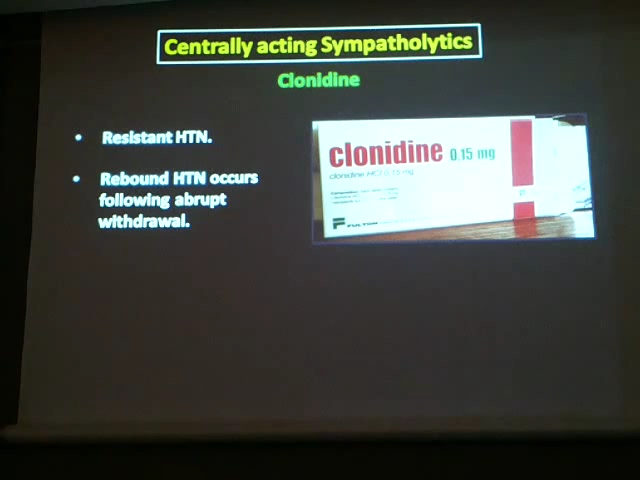 Centrally acting Sympatholytics
Clonidine
• Resistant HTN.
• Rebound HTN occurs
following abrupt
withdrawal.
clonidine 0.15 mg
clonidine HCl 0.15 mg